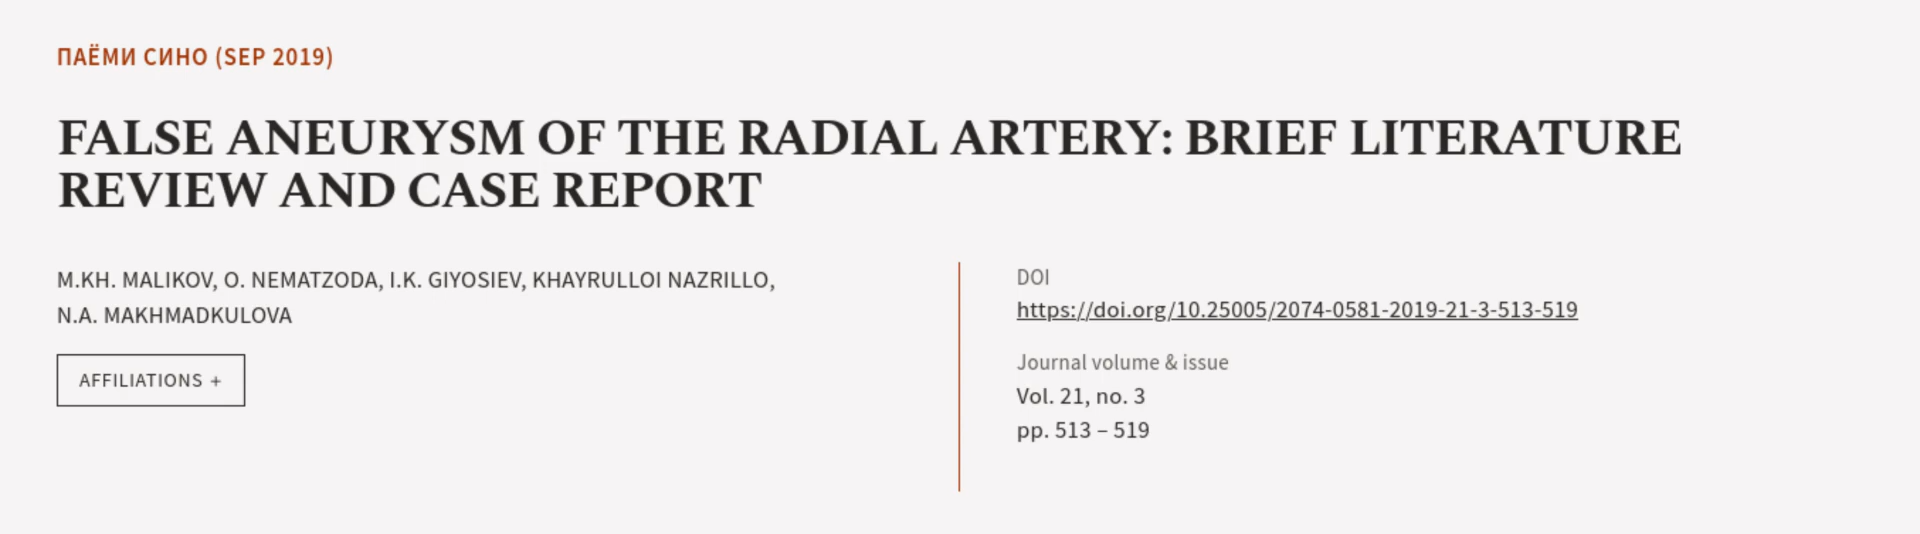 ПАЁМИ СИНО (SEP 2019)
FALSE ANEURYSM OF THE RADIAL ARTERY: BRIEF LITERATURE
REVIEW AND CASE REPORT
M.KH. MALIKOV, O. NEMATZODA, I.K. GIYOSIEV, KHAYRULLOI NAZRILLO,
N.A. MAKHMADKULOVA
AFFILIATIONS +
DOI
https://doi.org/10.25005/2074-0581-2019-21-3-513-519
Journal volume & issue
Vol. 21, no. 3
pp. 513 – 519